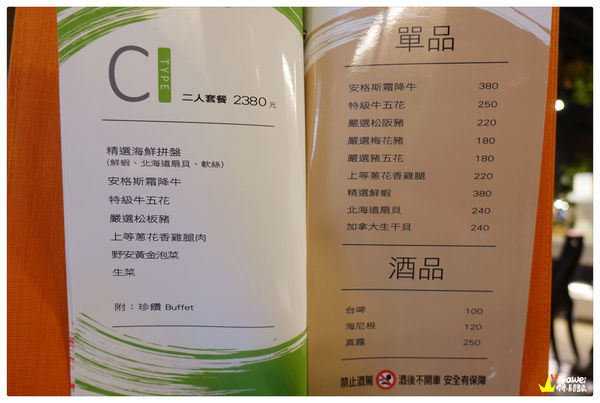 C TYPE
二人套餐 2380元
精選海鮮拼盤
(鮮蝦、北海道扇貝、軟絲)
安格斯霜降牛
特級牛五花
嚴選松板豬
上等蔥花香雞腿肉
野安黃金泡菜
生菜
附：珍饌 Buffet
單品
安格斯霜降牛 380
特級牛五花 250
嚴選松阪豬 220
嚴選梅花豬 180
嚴選豬五花 180
上等蔥花香雞腿 220
精選鮮蝦 380
北海道扇貝 240
加拿大生干貝 240
酒品
台啤 100
海尼根 120
真露 250
禁止酒駕 酒後不開車 安全有保障